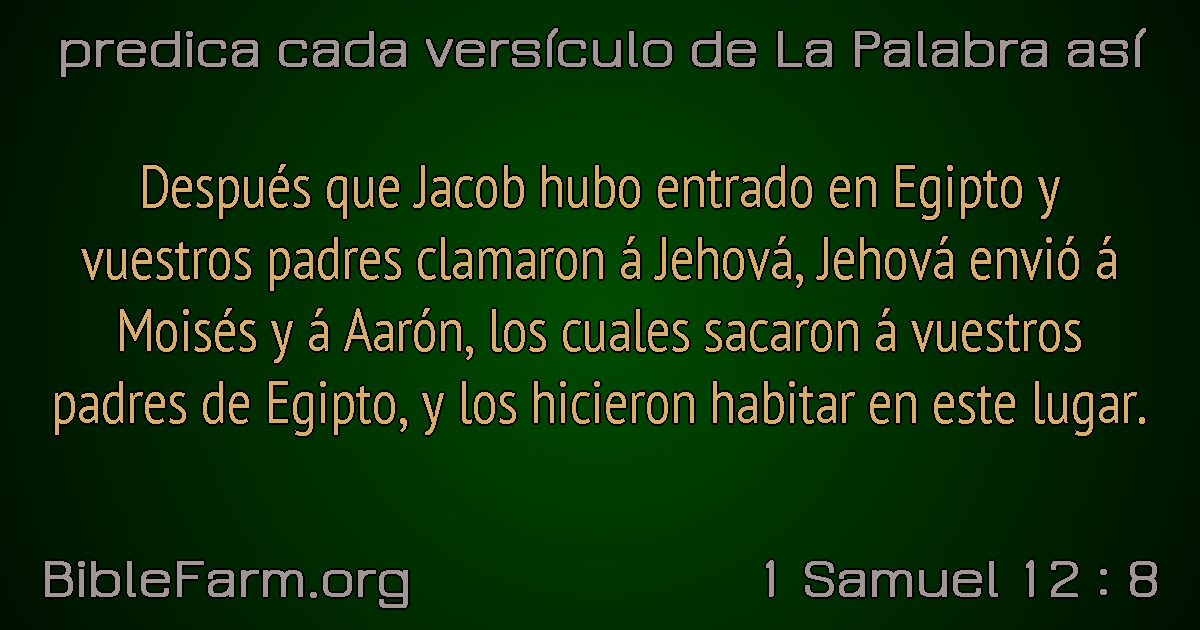 predica cada versículo de La Palabra así
Después que Jacob hubo entrado en Egipto y
vuestros padres clamaron á Jehová, Jehová envió á
Moisés y á Aarón, los cuales sacaron á vuestros
padres de Egipto, y los hicieron habitar en este lugar.
BibleFarm.org
1 Samuel 12 : 8